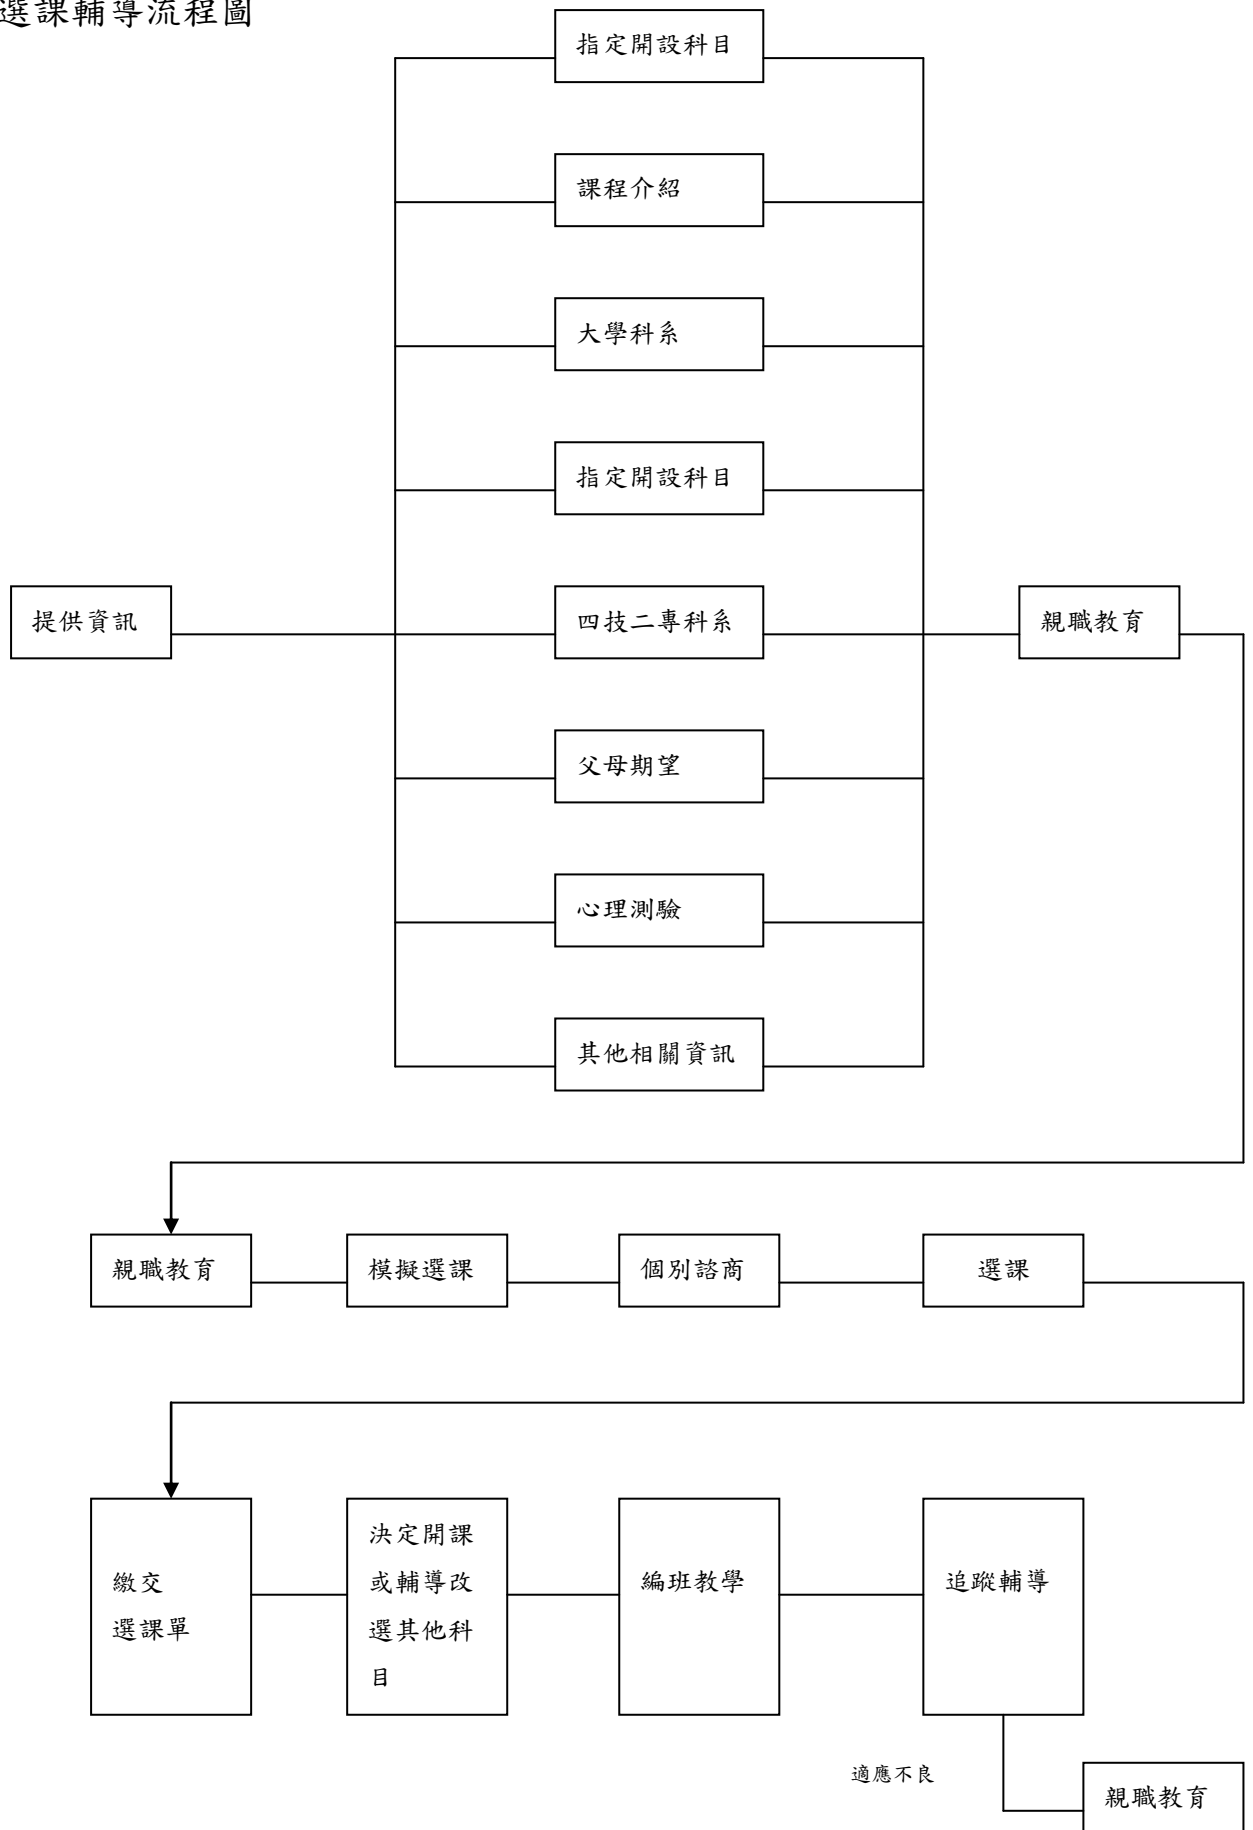 選課輔導流程圖
指定開設科目
課程介紹
大學科系
指定開設科目
提供資訊
四技二專科系
親職教育
父母期望
心理測驗
其他相關資訊
親職教育
模擬選課
個別諮商
選課
繳交
選課單
決定開課
或輔導改
選其他科
目
編班教學
追蹤輔導
適應不良
親職教育